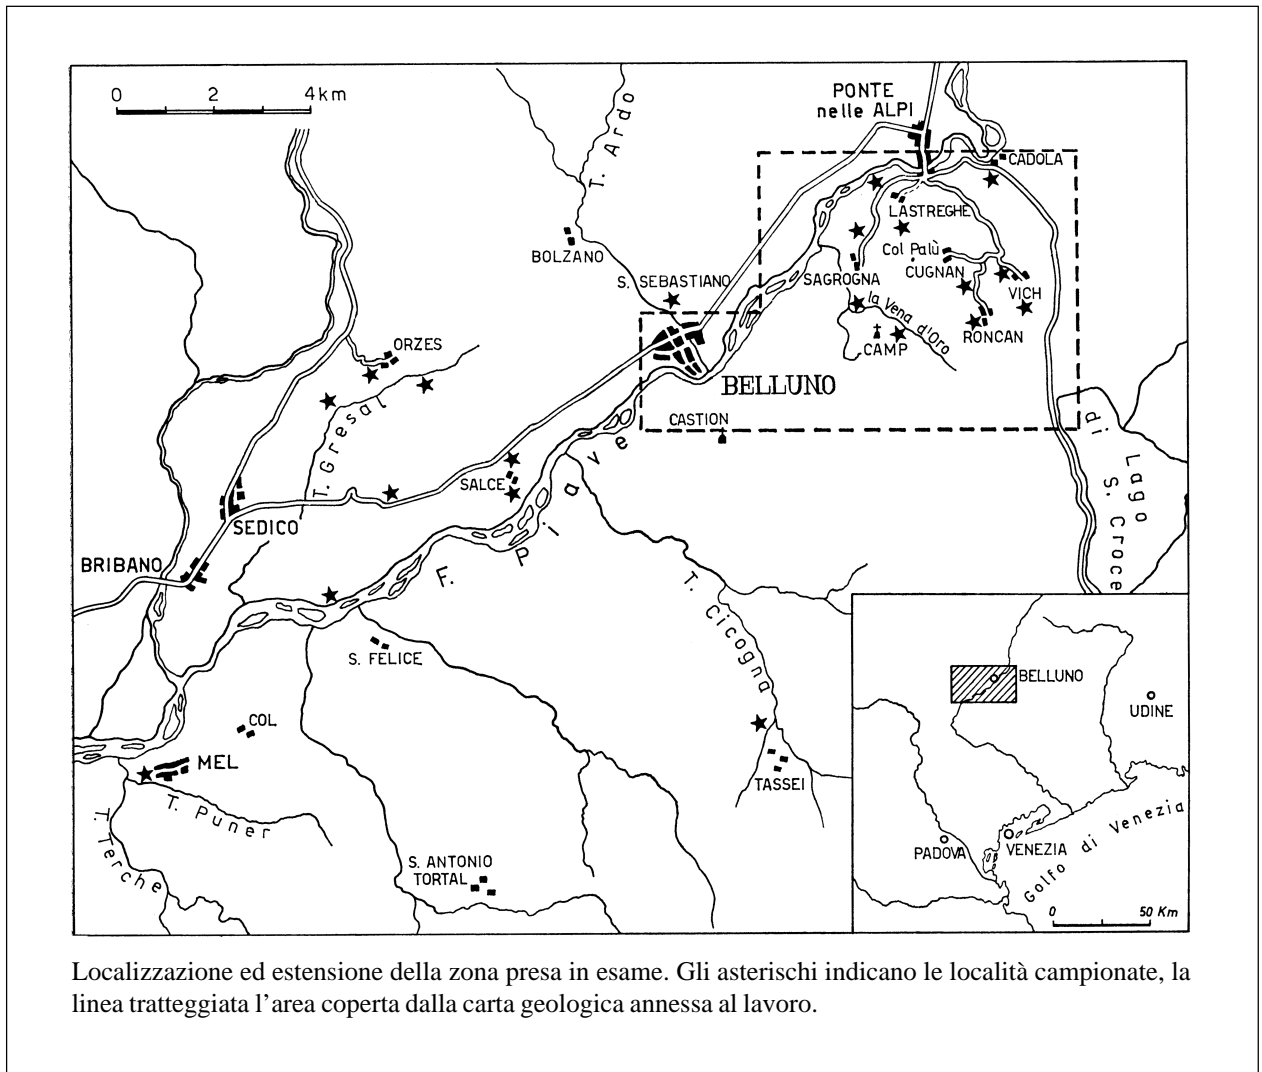 0 2 4 km
PONTE
nelle ALPI
T. Ardo
CADOLA
LASTREGHE
BOLZANO
Col Palù
S. SEBASTIANO
SAGROGNA
CUGNAN
la Vena d'Oro
VICH
RONCAN
CAMP
ORZES
BELLUNO
T. Gresal
CASTION
SALCE
F. Piave
Lago
di
S. Croce
SEDICO
BRIBANO
T. Cicogna
S. FELICE
COL
MEL
TASSEI
T. Puner
T. Terche
S. ANTONIO
TORTAL
BELLUNO
UDINE
PADOVA
VENEZIA
Golfo di Venezia
0 50 Km
Localizzazione ed estensione della zona presa in esame. Gli asterischi indicano le località campionate, la
linea tratteggiata l’area coperta dalla carta geologica annessa al lavoro.